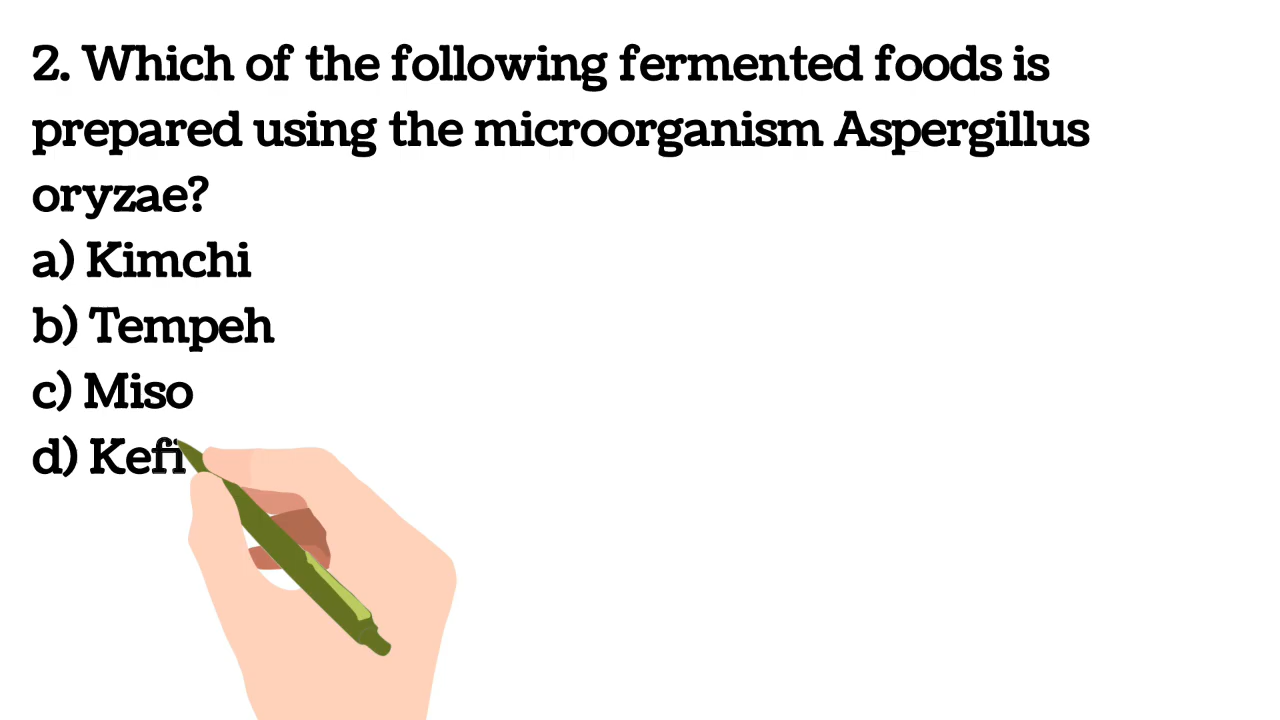 2. Which of the following fermented foods is
prepared using the microorganism Aspergillus
oryzae?
a) Kimchi
b) Tempeh
c) Miso
d) Kefi